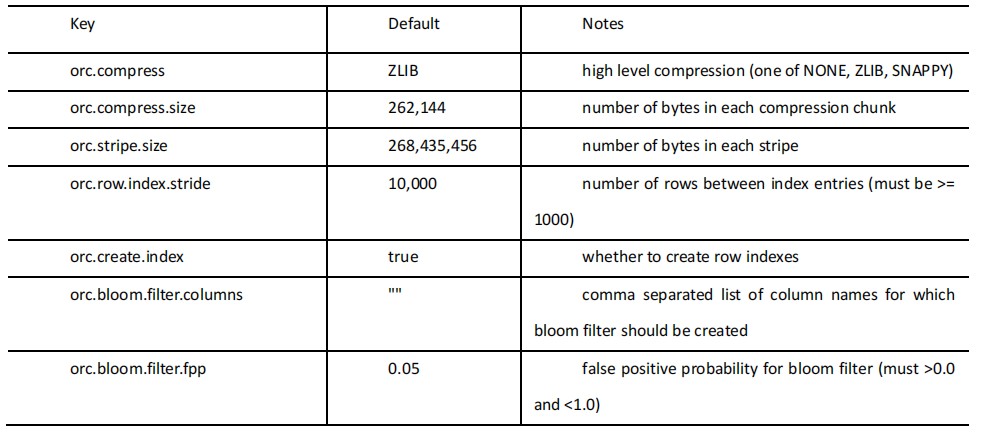 Key Default Notes
orc.compress ZLIB high level compression (one of NONE, ZLIB, SNAPPY)
orc.compress.size 262,144 number of bytes in each compression chunk
orc.stripe.size 268,435,456 number of bytes in each stripe
orc.row.index.stride 10,000 number of rows between index entries (must be >=
1000)
orc.create.index true whether to create row indexes
orc.bloom.filter.columns "" comma separated list of column names for which
bloom filter should be created
orc.bloom.filter.fpp 0.05 false positive probability for bloom filter (must >0.0
and <1.0)